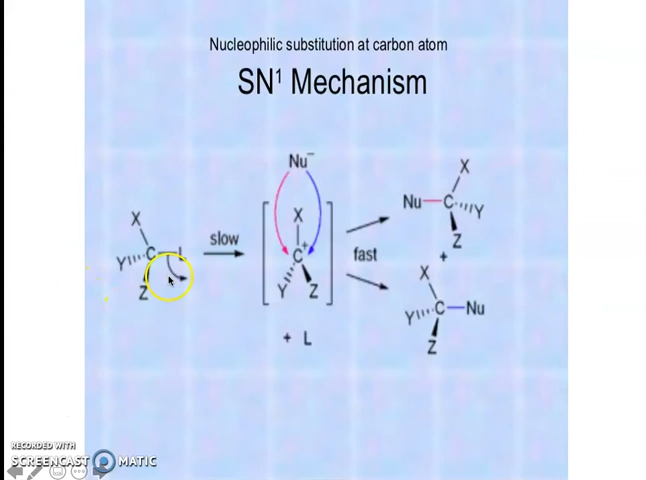 Nucleophilic substitution at carbon atom
SN¹ Mechanism
Nu⁻
X
Y C L
Z
slow
X
C⁺
Y Z
+ L
fast
X
Nu C Y
Z
+
X
Y C Nu
Z
RECORDED WITH
SCREENCAST MATIC